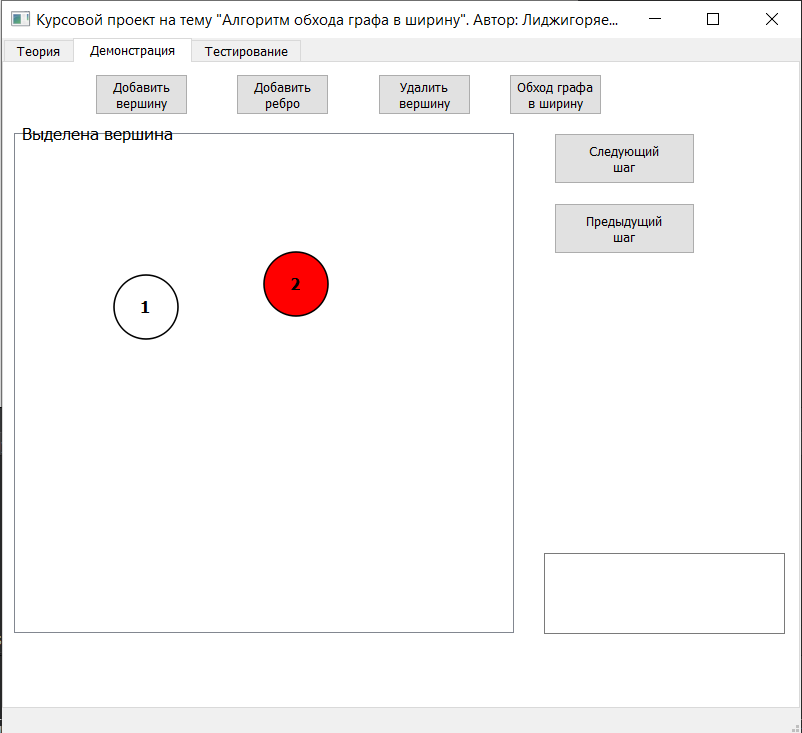 Курсовой проект на тему "Алгоритм обхода графа в ширину". Автор: Лиджигоряе...
Теория
Демонстрация
Тестирование
Добавить
вершину
Добавить
ребро
Удалить
вершину
Обход графа
в ширину
Выделена вершина
Следующий
шаг
Предыдущий
шаг
1
2